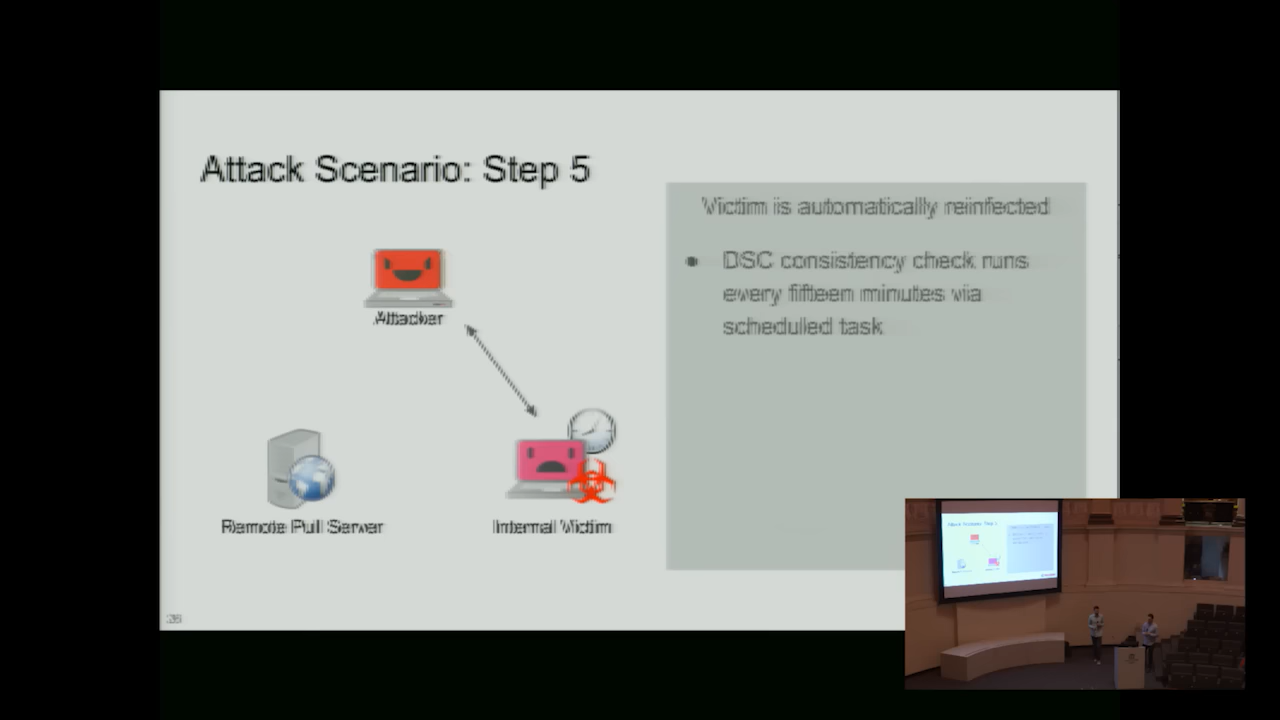 Attack Scenario: Step 5
Victim is automatically reinfected
DSC consistency check runs
every fifteen minutes via
scheduled task
Attacker
Remote Pull Server
Internal Victim